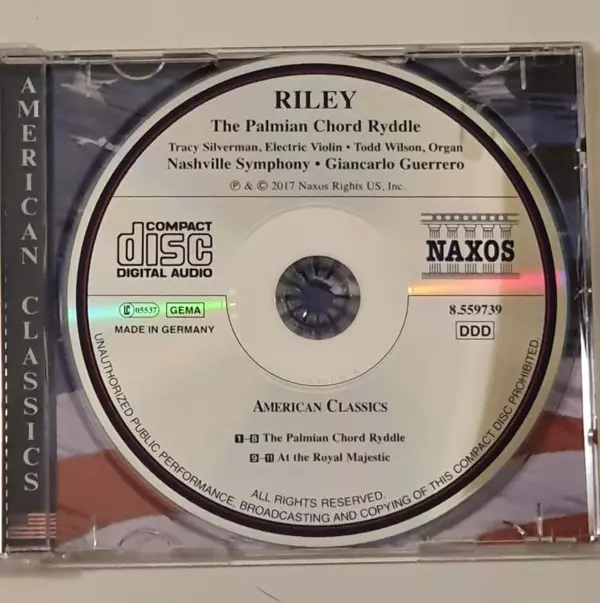 AMERICAN CLASSICS
RILEY
The Palmian Chord Ryddle
Tracy Silverman, Electric Violin • Todd Wilson, Organ
Nashville Symphony • Giancarlo Guerrero
℗ & © 2017 Naxos Rights US, Inc.
COMPACT
disc
DIGITAL AUDIO
NAXOS
LC 05537 GEMA
MADE IN GERMANY
8.559739
DDD
AMERICAN CLASSICS
1–8 The Palmian Chord Ryddle
9–11 At the Royal Majestic
ALL RIGHTS RESERVED.
UNAUTHORIZED PUBLIC PERFORMANCE, BROADCASTING AND COPYING OF THIS COMPACT DISC PROHIBITED.